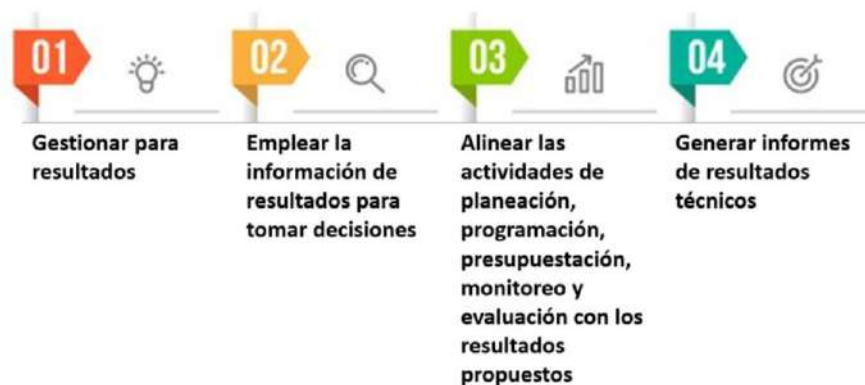 01
Gestionar para
resultados
02
Emplear la
información de
resultados para
tomar decisiones
03
Alinear las
actividades de
planeación,
programación,
presupuestación,
monitoreo y
evaluación con los
resultados
propuestos
04
Generar informes
de resultados
técnicos